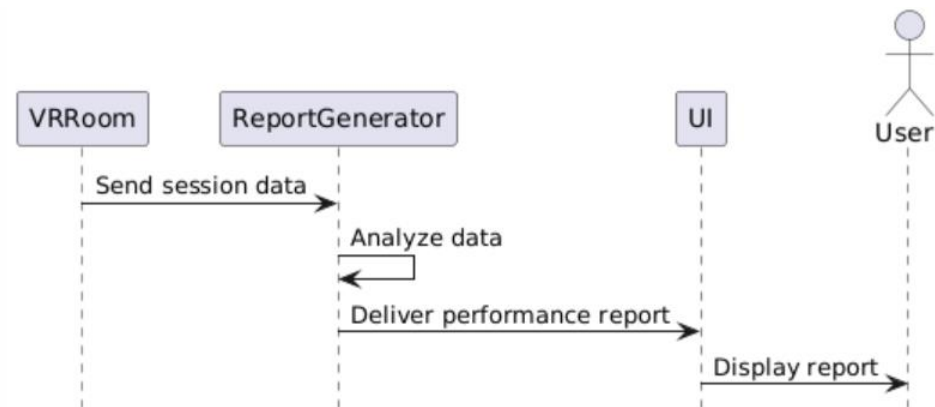 VRRoom
ReportGenerator
UI
User
Send session data
Analyze data
Deliver performance report
Display report